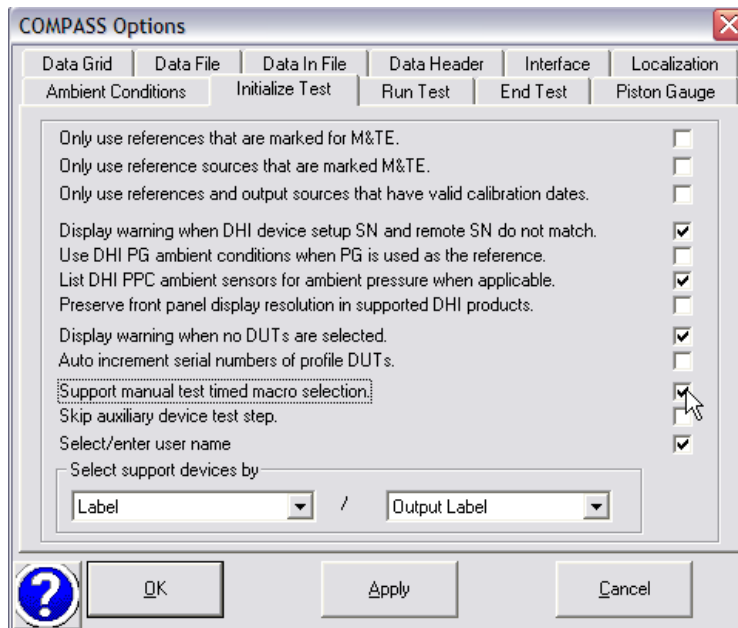 COMPASS Options
Data Grid Data File Data In File Data Header Interface Localization
Ambient Conditions Initialize Test Run Test End Test Piston Gauge
Only use references that are marked for M&TE.
Only use reference sources that are marked M&TE.
Only use references and output sources that have valid calibration dates.
Display warning when DHI device setup SN and remote SN do not match.
Use DHI PG ambient conditions when PG is used as the reference.
List DHI PPC ambient sensors for ambient pressure when applicable.
Preserve front panel display resolution in supported DHI products.
Display warning when no DUTs are selected.
Auto increment serial numbers of profile DUTs.
Support manual test timed macro selection.
Skip auxiliary device test step.
Select/enter user name
Select support devices by
Label / Output Label
? OK Apply Cancel